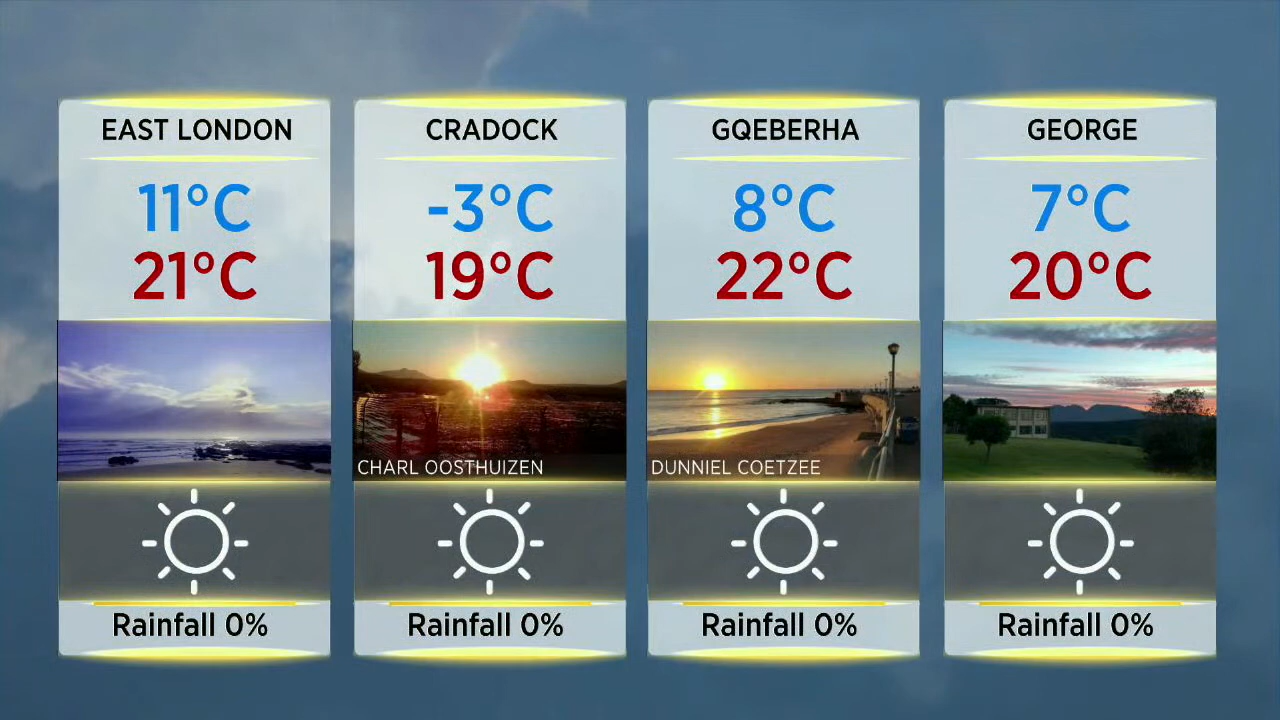 EAST LONDON
11°C
21°C
Rainfall 0%
CRADOCK
-3°C
19°C
CHARL OOSTHUIZEN
Rainfall 0%
GQEBERHA
8°C
22°C
DUNNIEL COETZEE
Rainfall 0%
GEORGE
7°C
20°C
Rainfall 0%